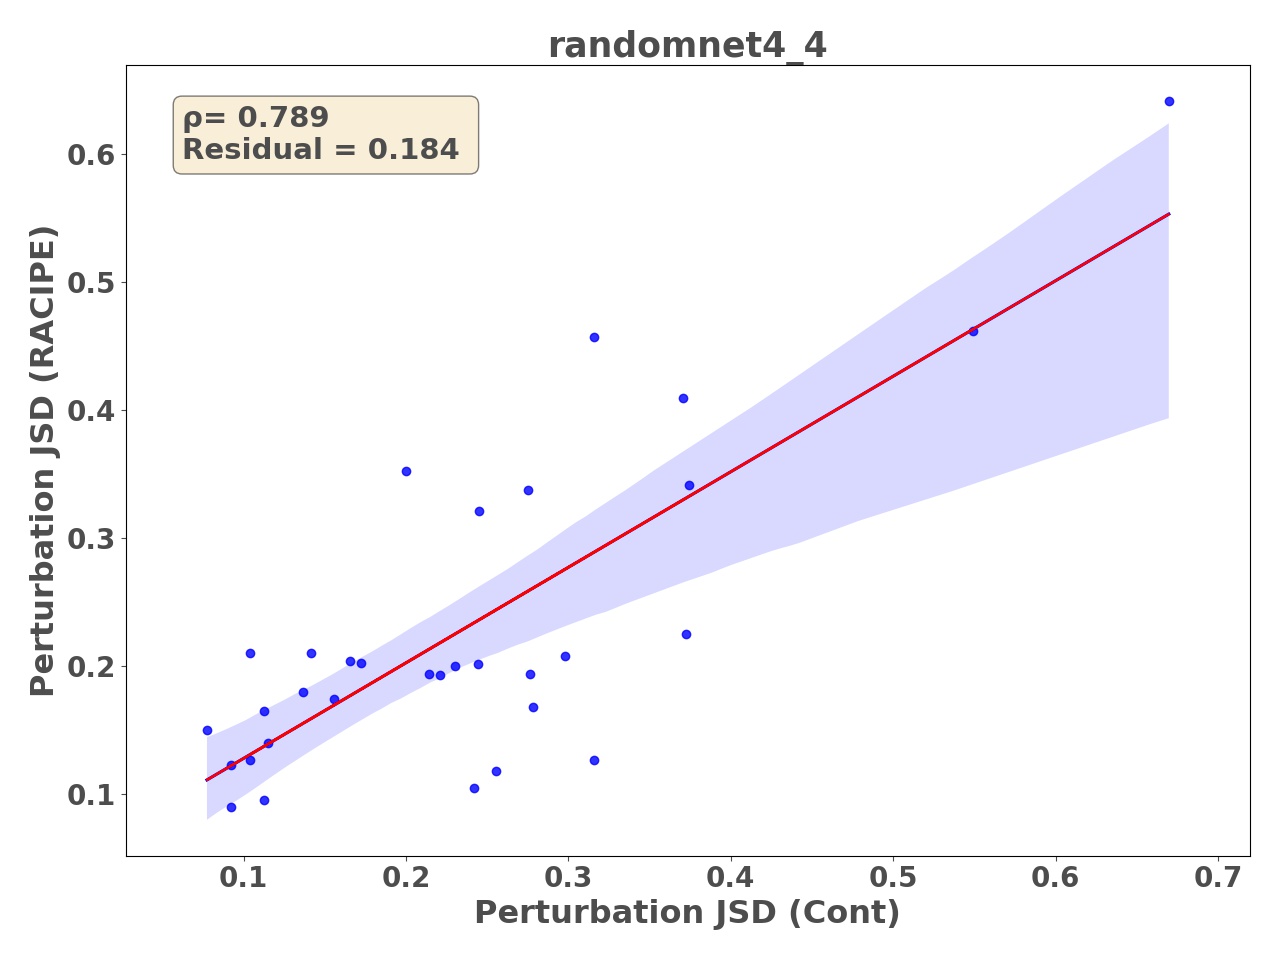 randomnet4_4
ρ= 0.789
Residual = 0.184
Perturbation JSD (RACIPE)
0.6
0.5
0.4
0.3
0.2
0.1
0.1 0.2 0.3 0.4 0.5 0.6 0.7
Perturbation JSD (Cont)